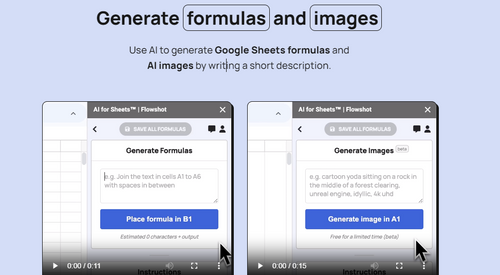 Generate formulas and images
Use AI to generate Google Sheets formulas and
AI images by writing a short description.
AI for Sheets™ | Flowshot
SAVE ALL FORMULAS
Generate Formulas
e.g. Join the text in cells A1 to A6
with spaces in between
Place formula in B1
Estimated 0 characters + output
0:00 / 0:11
Instructions
AI for Sheets™ | Flowshot
SAVE ALL FORMULAS
Generate Images beta
e.g. cartoon yoda sitting on a rock in
the middle of a forest clearing,
unreal engine, idyllic, 4k uhd
Generate image in A1
Free for a limited time (beta)
0:00 / 0:15
Instructions